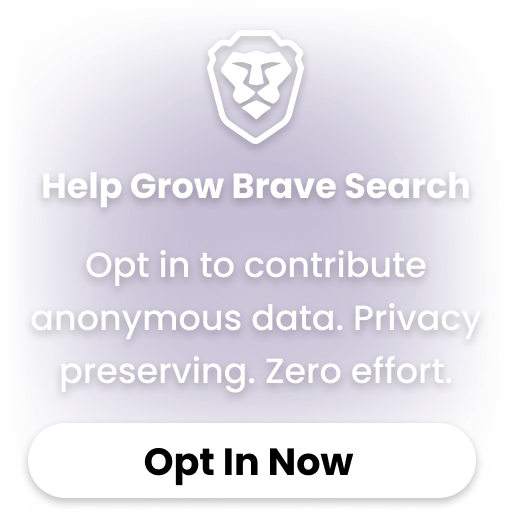 Help Grow Brave Search
Opt in to contribute
anonymous data. Privacy
preserving. Zero effort.
Opt In Now